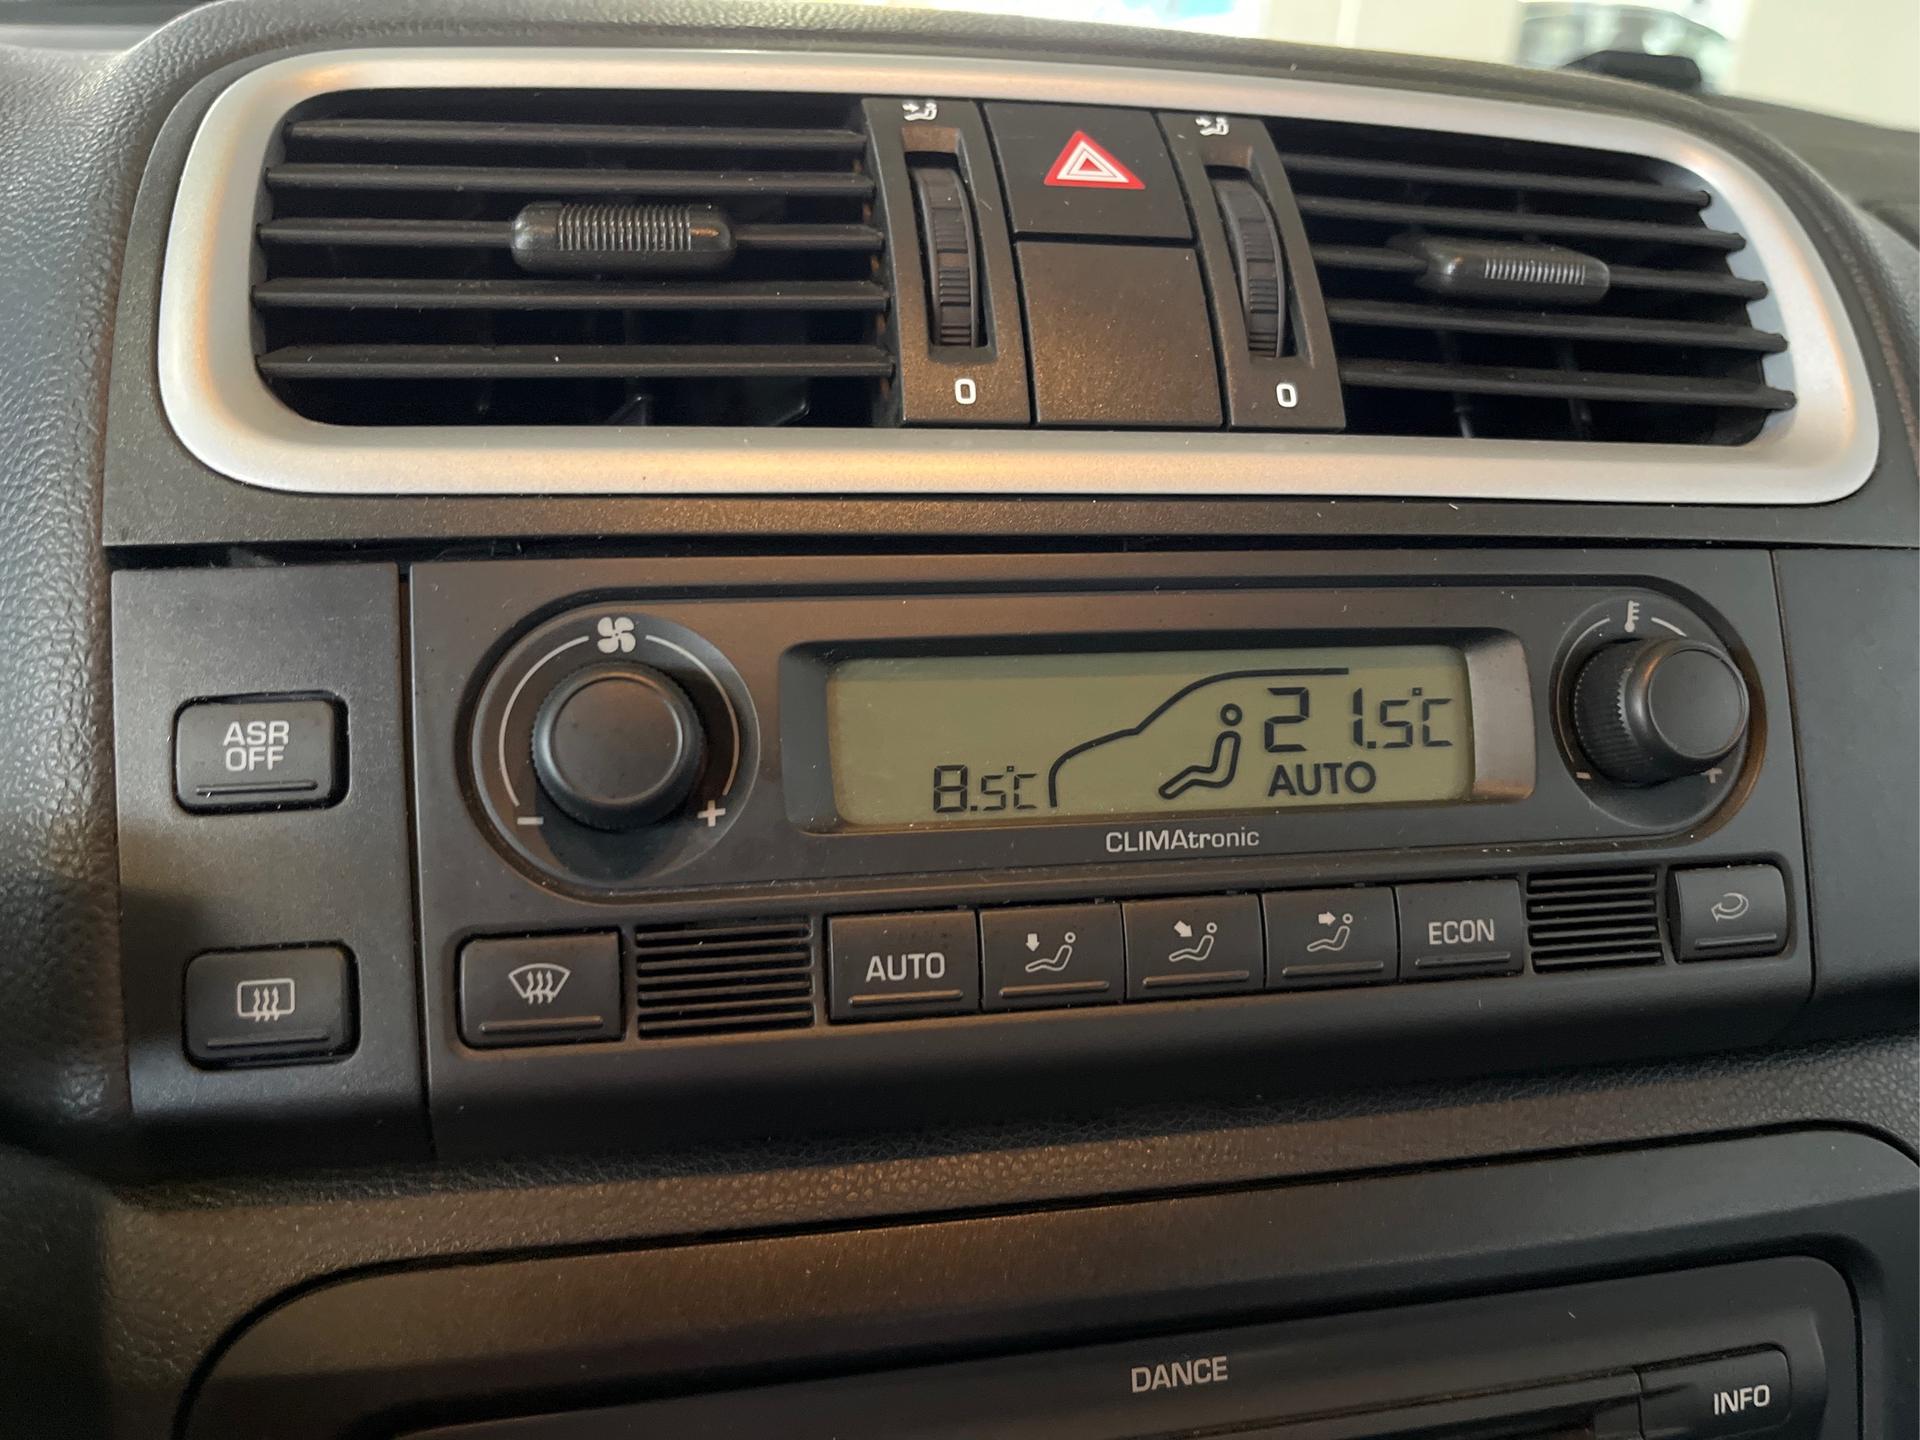 0
0
ASR
OFF
21.5°C
8.5°C
AUTO
CLIMAtronic
-
+
-
+
AUTO
ECON
DANCE
INFO